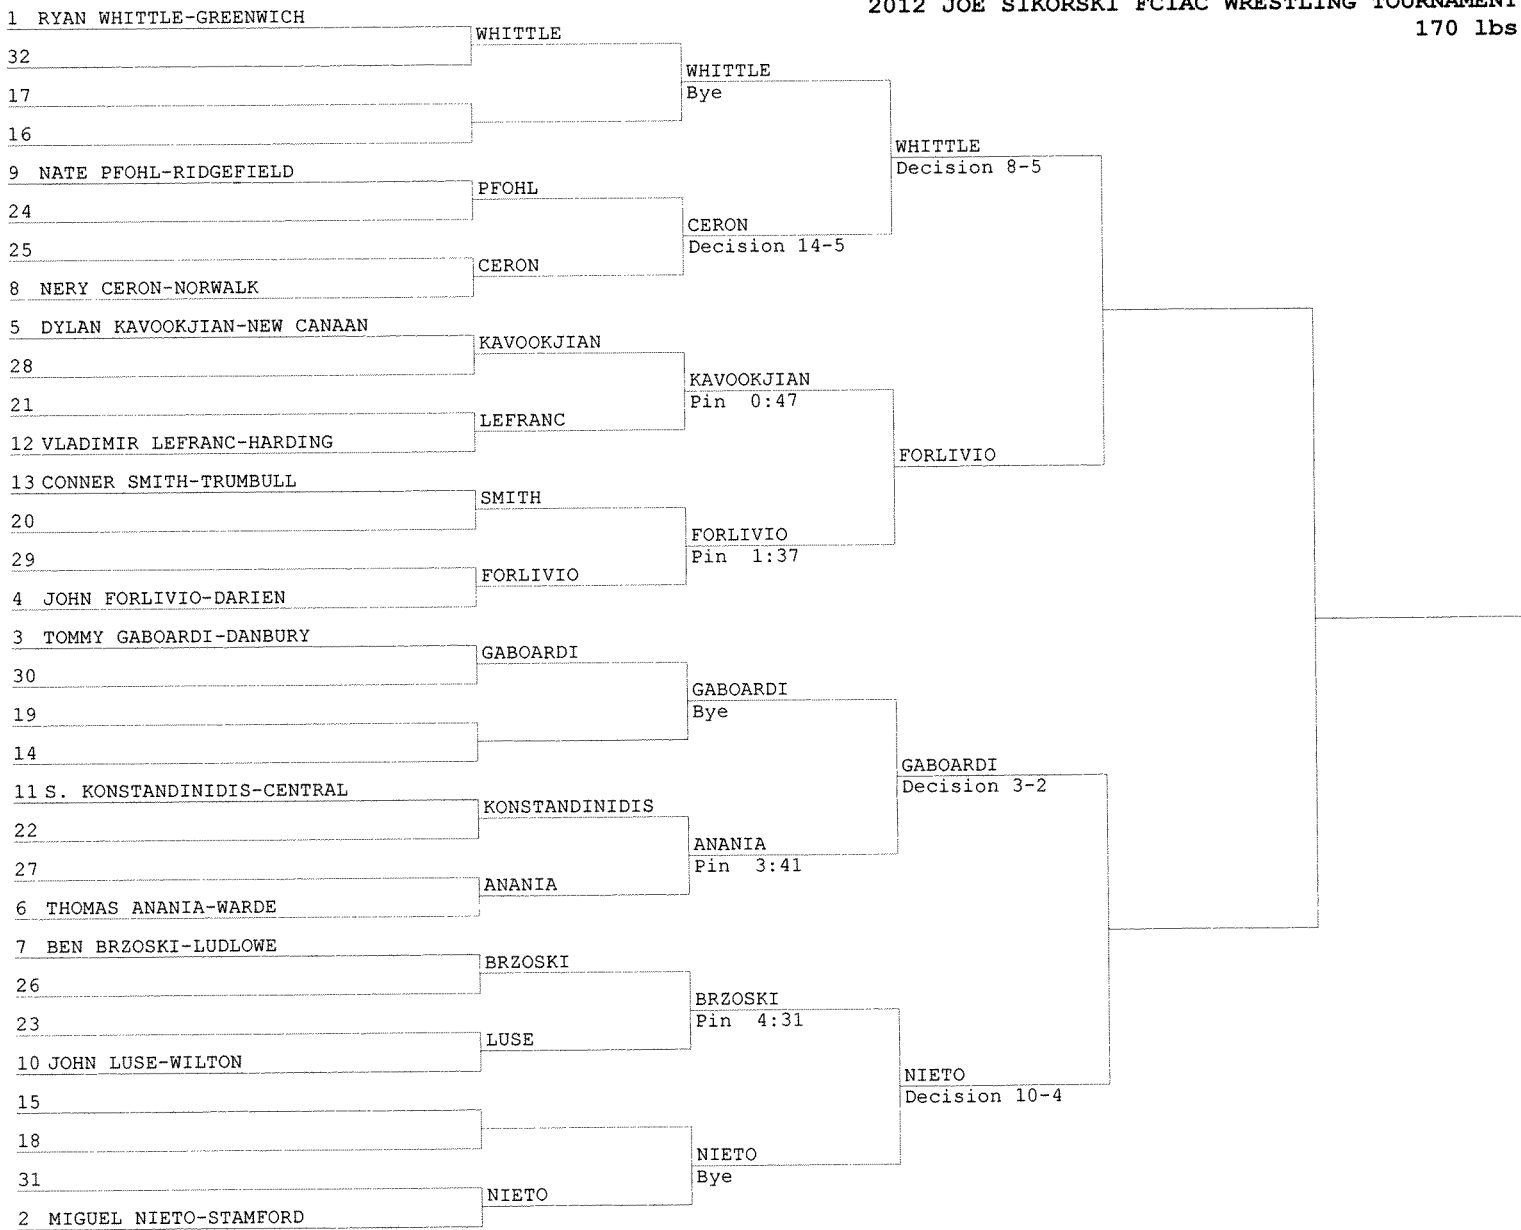 2012 JOE SIKORSKI FCIAC WRESTLING TOURNAMENT
170 lbs
1 RYAN WHITTLE-GREENWICH
32
17
16
9 NATE PFOHL-RIDGEFIELD
24
25
8 NERY CERON-NORWALK
5 DYLAN KAVOOKJIAN-NEW CANAAN
28
21
12 VLADIMIR LEFRANC-HARDING
13 CONNER SMITH-TRUMBULL
20
29
4 JOHN FORLIVIO-DARIEN
3 TOMMY GABOARDI-DANBURY
30
19
14
11 S. KONSTANDINIDIS-CENTRAL
22
27
6 THOMAS ANANIA-WARDE
7 BEN BRZOSKI-LUDLOWE
26
23
10 JOHN LUSE-WILTON
15
18
31
2 MIGUEL NIETO-STAMFORD
WHITTLE
PFOHL
CERON
KAVOOKJIAN
LEFRANC
SMITH
FORLIVIO
GABOARDI
KONSTANDINIDIS
ANANIA
BRZOSKI
LUSE
NIETO
WHITTLE
Bye
CERON
Decision 14-5
KAVOOKJIAN
Pin 0:47
FORLIVIO
Pin 1:37
GABOARDI
Bye
ANANIA
Pin 3:41
BRZOSKI
Pin 4:31
NIETO
Bye
WHITTLE
Decision 8-5
FORLIVIO
GABOARDI
Decision 3-2
NIETO
Decision 10-4